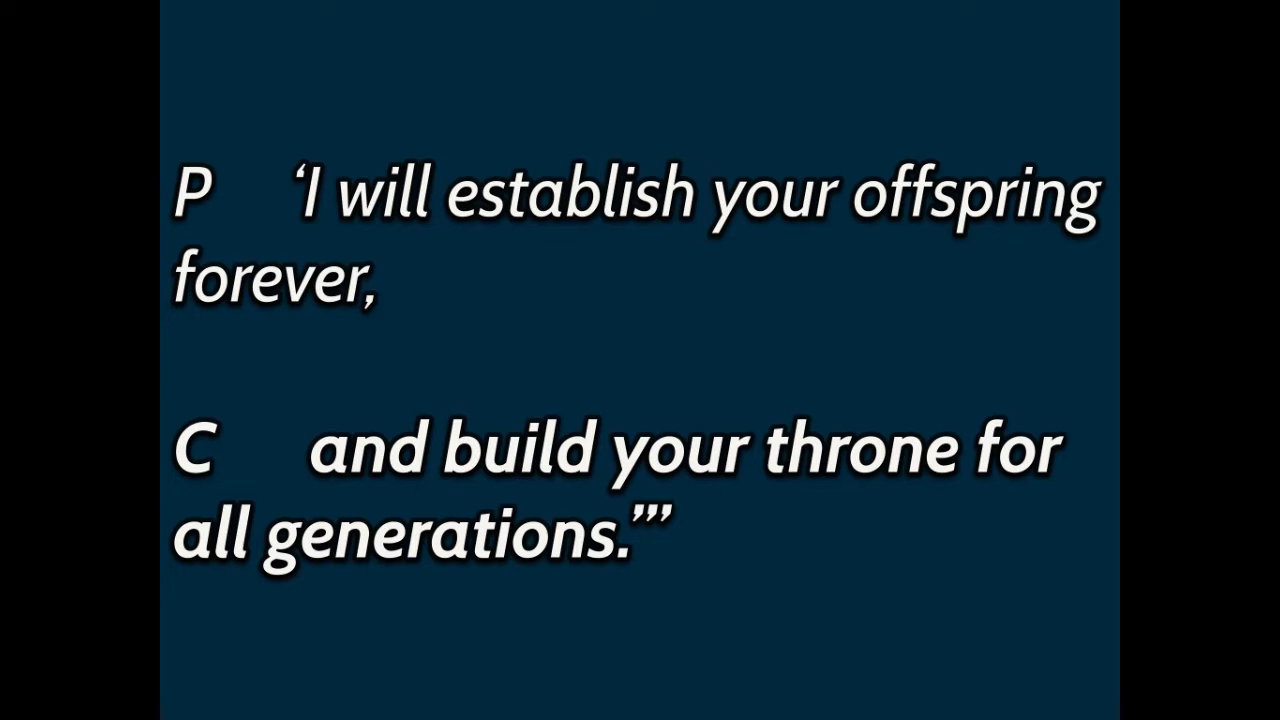 P ‘I will establish your offspring
forever,
C and build your throne for
all generations.”’